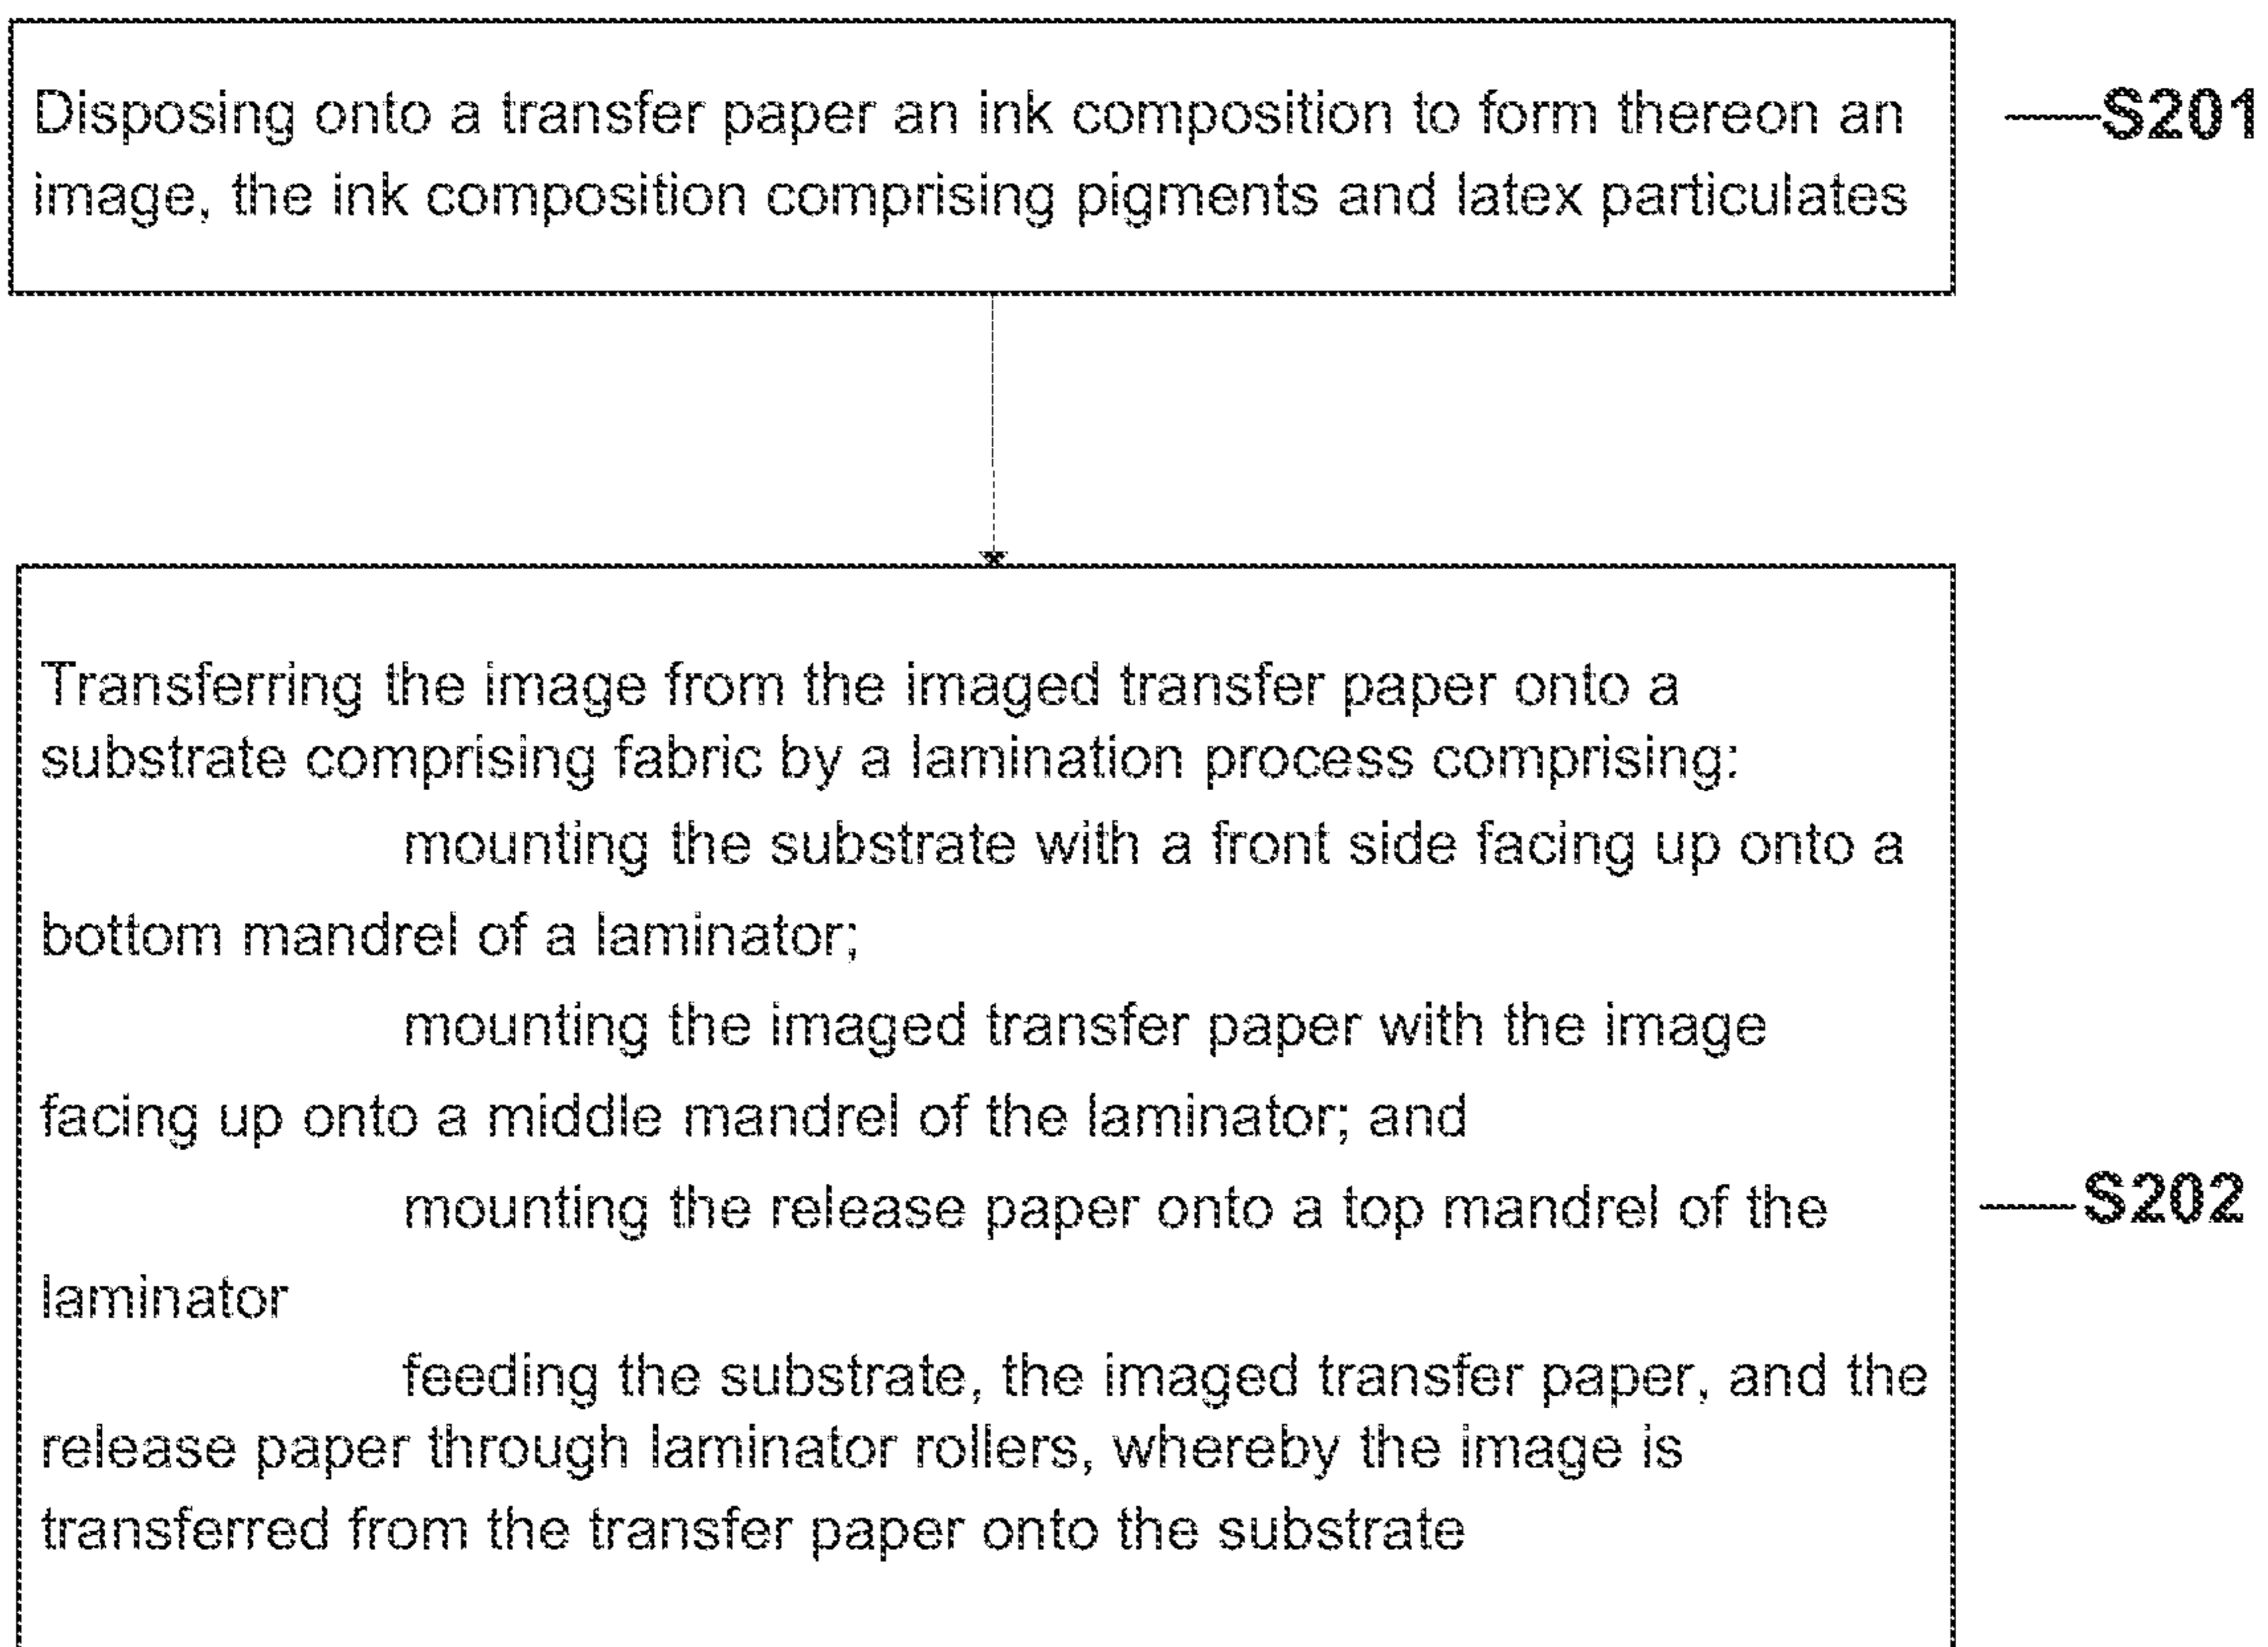 Disposing onto a transfer paper an ink composition to form thereon an
S201
image, the ink composition comprising pigments and latex particulates
Transferring the image from the imaged transfer paper onto a
substrate comprising fabric by a lamination process comprising:
mounting the substrate with a front side facing up onto a
bottom mandrel of a laminator;
mounting the imaged transfer paper with the image
facing up onto a middle mandrel of the laminator; and
mounting the release paper onto a top mandrel of the
S202
laminator
feeding the substrate, the imaged transfer paper, and the
release paper through laminator rollers, whereby the image is
transferred from the transfer paper onto the substrate